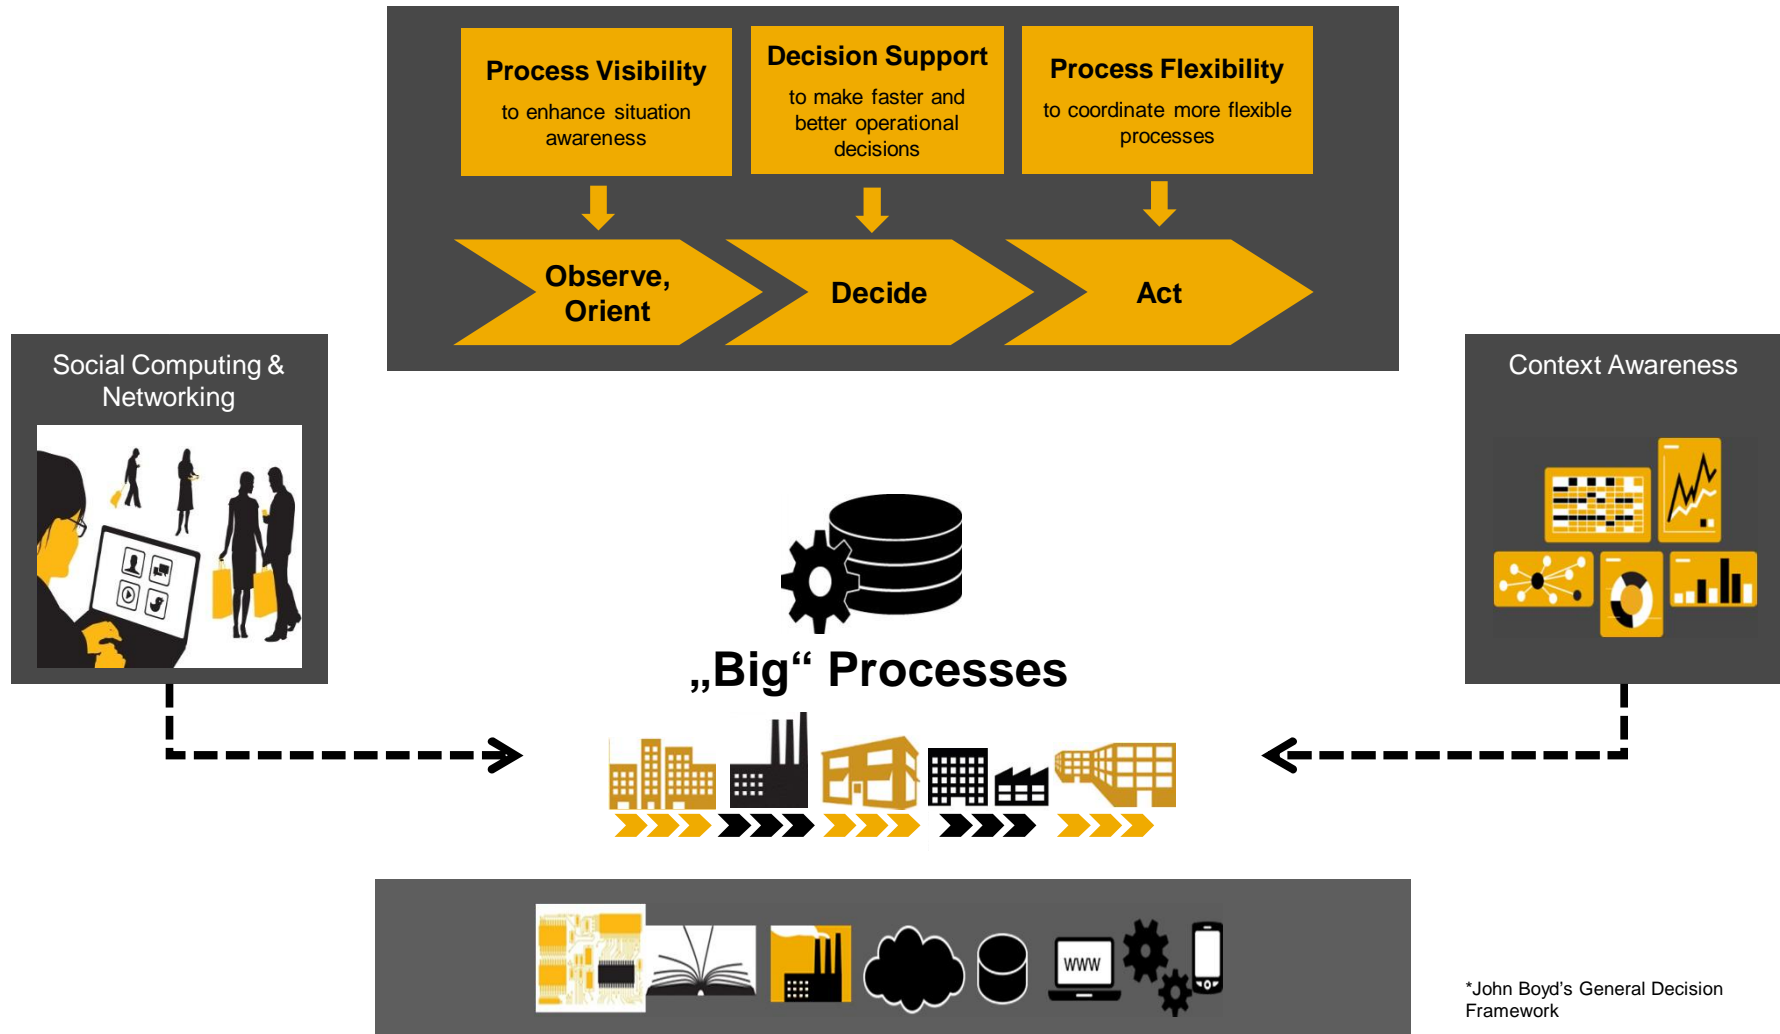 Process Visibility
to enhance situation
awareness
Decision Support
to make faster and
better operational
decisions
Process Flexibility
to coordinate more flexible
processes
Observe,
Orient
Decide
Act
Social Computing &
Networking
Context Awareness
„Big“ Processes
WWW
*John Boyd’s General Decision
Framework